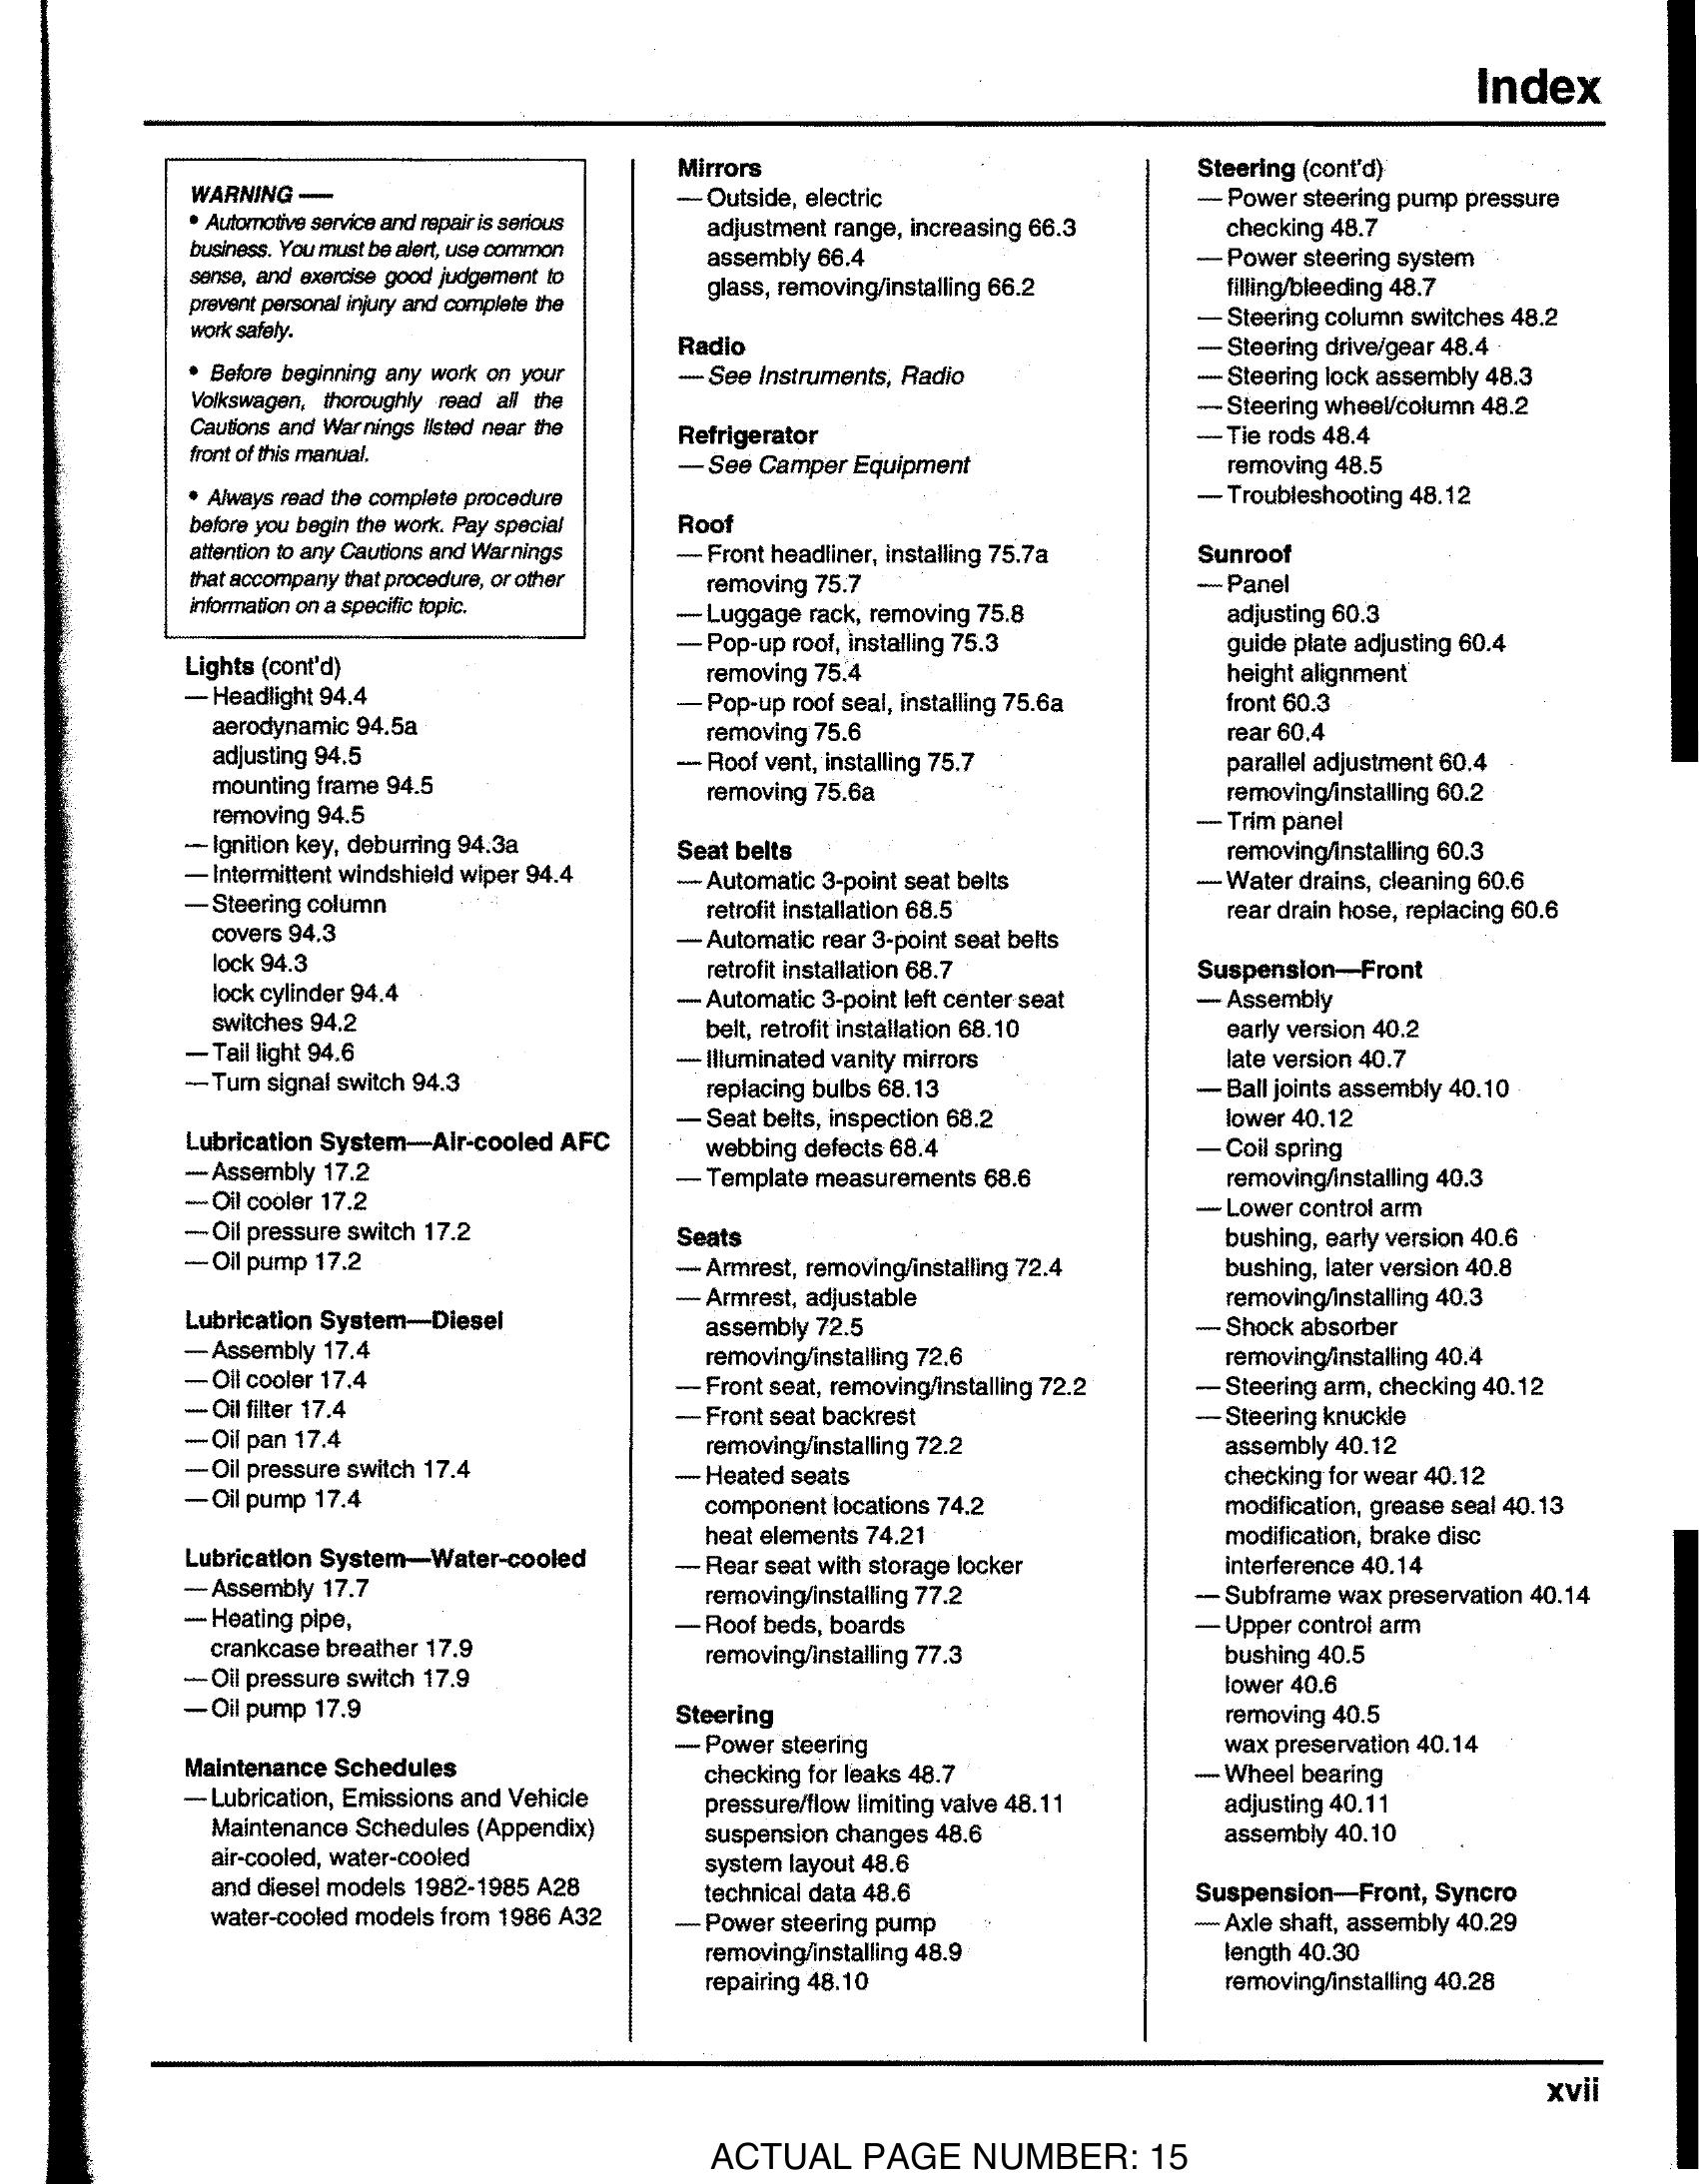 Index
WARNING —
• Automotive service and repair is serious
business. You must be alert, use common
sense, and exercise good judgement to
prevent personal injury and complete the
work safely.
• Before beginning any work on your
Volkswagen, thoroughly read all the
Cautions and Warnings listed near the
front of this manual.
• Always read the complete procedure
before you begin the work. Pay special
attention to any Cautions and Warnings
that accompany that procedure, or other
information on a specific topic.
Lights (cont'd)
— Headlight 94.4
aerodynamic 94.5a
adjusting 94.5
mounting frame 94.5
removing 94.5
— Ignition key, deburring 94.3a
— Intermittent windshield wiper 94.4
— Steering column
covers 94.3
lock 94.3
lock cylinder 94.4
switches 94.2
— Tail light 94.6
— Turn signal switch 94.3
Lubrication System—Air-cooled AFC
— Assembly 17.2
— Oil cooler 17.2
— Oil pressure switch 17.2
— Oil pump 17.2
Lubrication System—Diesel
— Assembly 17.4
— Oil cooler 17.4
— Oil filter 17.4
— Oil pan 17.4
— Oil pressure switch 17.4
— Oil pump 17.4
Lubrication System—Water-cooled
— Assembly 17.7
— Heating pipe,
crankcase breather 17.9
— Oil pressure switch 17.9
— Oil pump 17.9
Maintenance Schedules
— Lubrication, Emissions and Vehicle
Maintenance Schedules (Appendix)
air-cooled, water-cooled
and diesel models 1982-1985 A28
water-cooled models from 1986 A32
Mirrors
— Outside, electric
adjustment range, increasing 66.3
assembly 66.4
glass, removing/installing 66.2
Radio
— See Instruments, Radio
Refrigerator
— See Camper Equipment
Roof
— Front headliner, installing 75.7a
removing 75.7
— Luggage rack, removing 75.8
— Pop-up roof, installing 75.3
removing 75.4
— Pop-up roof seal, installing 75.6a
removing 75.6
— Roof vent, installing 75.7
removing 75.6a
Seat belts
— Automatic 3-point seat belts
retrofit installation 68.5
— Automatic rear 3-point seat belts
retrofit installation 68.7
— Automatic 3-point left center seat
belt, retrofit installation 68.10
— Illuminated vanity mirrors
replacing bulbs 68.13
— Seat belts, inspection 68.2
webbing defects 68.4
— Template measurements 68.6
Seats
— Armrest, removing/installing 72.4
— Armrest, adjustable
assembly 72.5
removing/installing 72.6
— Front seat, removing/installing 72.2
— Front seat backrest
removing/installing 72.2
— Heated seats
component locations 74.2
heat elements 74.21
— Rear seat with storage locker
removing/installing 77.2
— Roof beds, boards
removing/installing 77.3
Steering
— Power steering
checking for leaks 48.7
pressure/flow limiting valve 48.11
suspension changes 48.6
system layout 48.6
technical data 48.6
— Power steering pump
removing/installing 48.9
repairing 48.10
Steering (cont'd)
— Power steering pump pressure
checking 48.7
— Power steering system
filling/bleeding 48.7
— Steering column switches 48.2
— Steering drive/gear 48.4
— Steering lock assembly 48.3
— Steering wheel/column 48.2
— Tie rods 48.4
removing 48.5
— Troubleshooting 48.12
Sunroof
— Panel
adjusting 60.3
guide plate adjusting 60.4
height alignment
front 60.3
rear 60.4
parallel adjustment 60.4
removing/installing 60.2
— Trim panel
removing/installing 60.3
— Water drains, cleaning 60.6
rear drain hose, replacing 60.6
Suspension—Front
— Assembly
early version 40.2
late version 40.7
— Ball joints assembly 40.10
lower 40.12
— Coil spring
removing/installing 40.3
— Lower control arm
bushing, early version 40.6
bushing, later version 40.8
removing/installing 40.3
— Shock absorber
removing/installing 40.4
— Steering arm, checking 40.12
— Steering knuckle
assembly 40.12
checking for wear 40.12
modification, grease seal 40.13
modification, brake disc
interference 40.14
— Subframe wax preservation 40.14
— Upper control arm
bushing 40.5
lower 40.6
removing 40.5
wax preservation 40.14
— Wheel bearing
adjusting 40.11
assembly 40.10
Suspension—Front, Syncro
— Axle shaft, assembly 40.29
length 40.30
removing/installing 40.28
xvii
ACTUAL PAGE NUMBER: 15